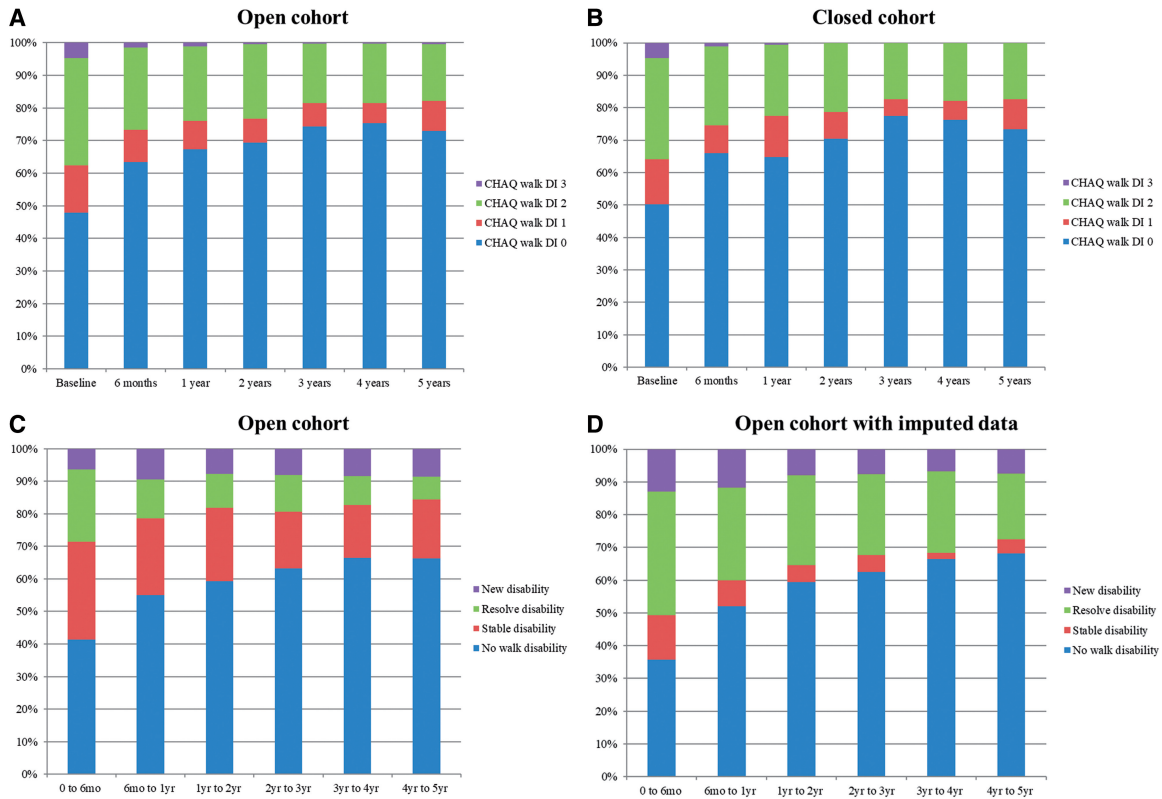 A
Open cohort
100%
90%
80%
70%
60%
50%
40%
30%
20%
10%
0%
Baseline 6 months 1 year 2 years 3 years 4 years 5 years
CHAQ walk DI 3
CHAQ walk DI 2
CHAQ walk DI 1
CHAQ walk DI 0
B
Closed cohort
100%
90%
80%
70%
60%
50%
40%
30%
20%
10%
0%
Baseline 6 months 1 year 2 years 3 years 4 years 5 years
CHAQ walk DI 3
CHAQ walk DI 2
CHAQ walk DI 1
CHAQ walk DI 0
C
Open cohort
100%
90%
80%
70%
60%
50%
40%
30%
20%
10%
0%
0 to 6mo 6mo to 1yr 1yr to 2yr 2yr to 3yr 3yr to 4yr 4yr to 5yr
New disability
Resolve disability
Stable disability
No walk disability
D
Open cohort with imputed data
100%
90%
80%
70%
60%
50%
40%
30%
20%
10%
0%
0 to 6mo 6mo to 1yr 1yr to 2yr 2yr to 3yr 3yr to 4yr 4yr to 5yr
New disability
Resolve disability
Stable disability
No walk disability